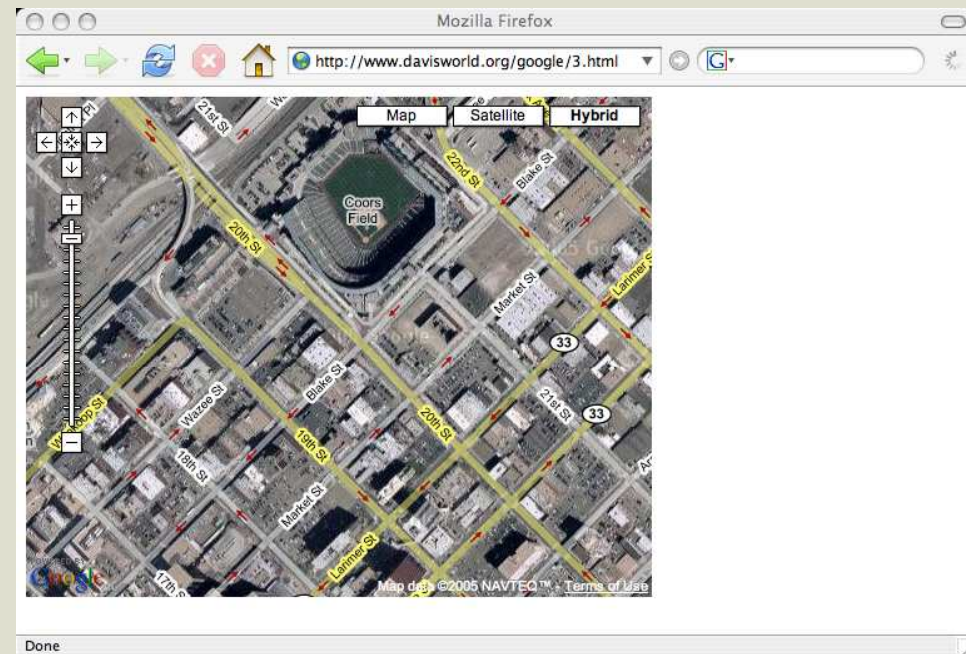 Mozilla Firefox
http://www.davisworld.org/google/3.html
G
Map Satellite Hybrid
21st St
22nd St
Blake St
Coors
Field
20th St
Larimer S
Market St
33
Blake St
Wazee St
21st St
33
20th St
19th St
18th St
Market St
Larimer St
17th St
Google
Map data ©2005 NAVTEQ™ - Terms of Use
Done